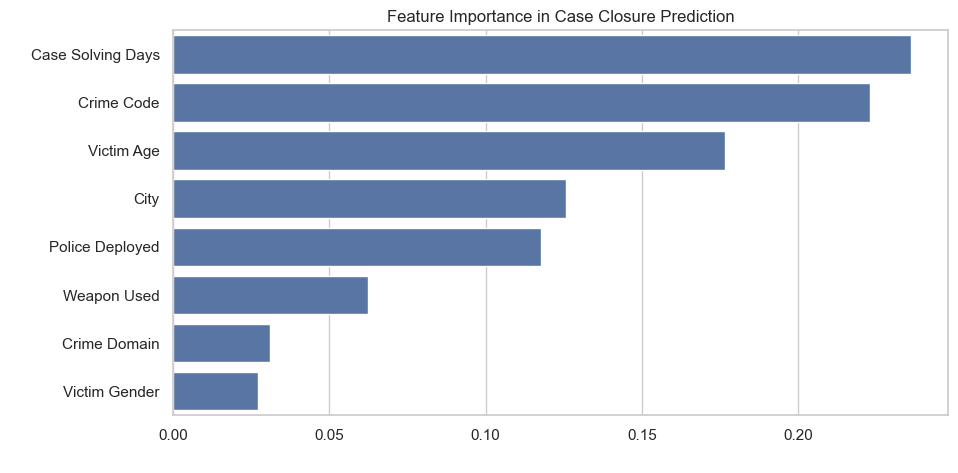 Feature Importance in Case Closure Prediction
Case Solving Days
Crime Code
Victim Age
City
Police Deployed
Weapon Used
Crime Domain
Victim Gender
0.00 0.05 0.10 0.15 0.20